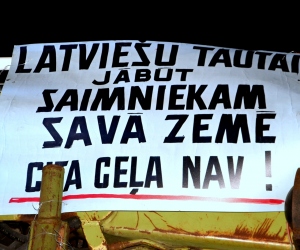 LATVIEŠU TAUTAI
JĀBŪT
SAIMNIEKAM
SAVĀ ZEMĒ
CITA CEĻA NAV !